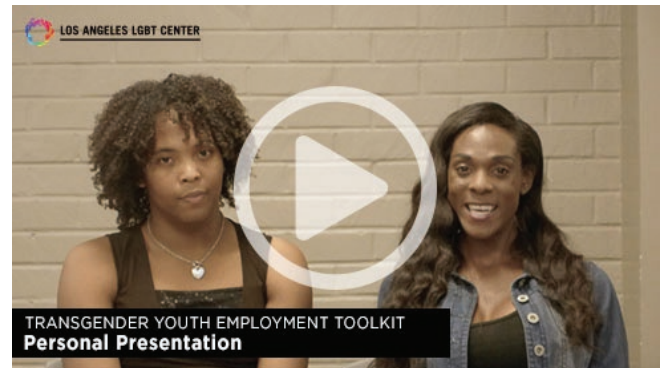 LOS ANGELES LGBT CENTER
TRANSGENDER YOUTH EMPLOYMENT TOOLKIT
Personal Presentation